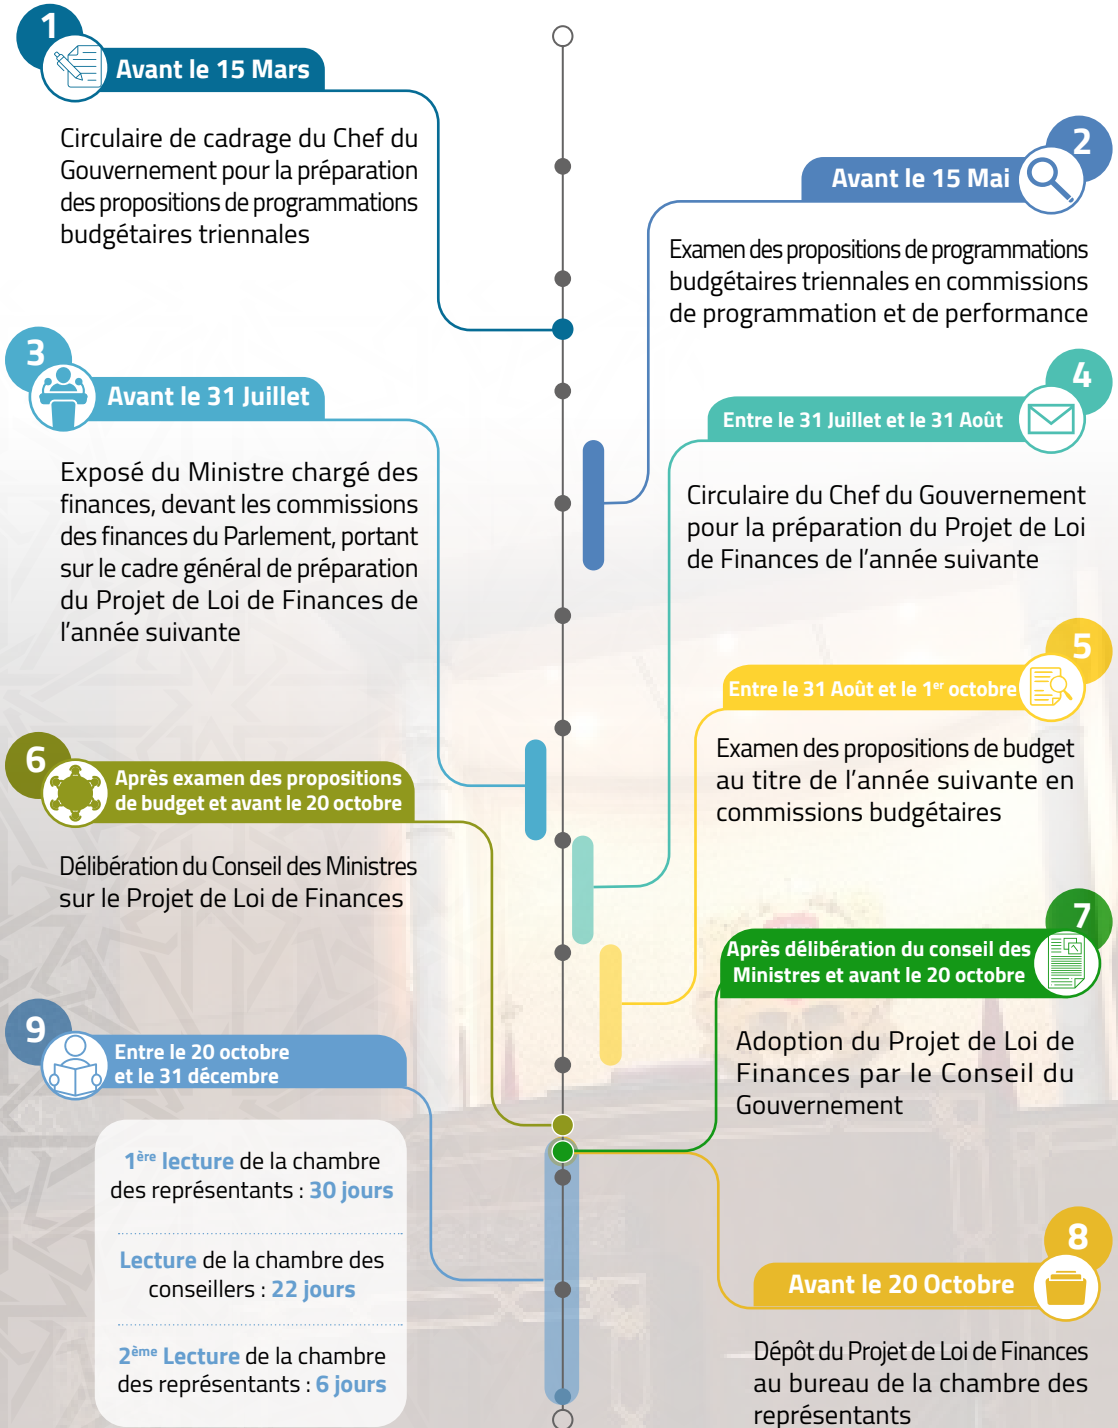 1
Avant le 15 Mars
Circulaire de cadrage du Chef du
Gouvernement pour la préparation
des propositions de programmations
budgétaires triennales
2
Avant le 15 Mai
Examen des propositions de programmations
budgétaires triennales en commissions
de programmation et de performance
3
Avant le 31 Juillet
Exposé du Ministre chargé des
finances, devant les commissions
des finances du Parlement, portant
sur le cadre général de préparation
du Projet de Loi de Finances de
l’année suivante
4
Entre le 31 Juillet et le 31 Août
Circulaire du Chef du Gouvernement
pour la préparation du Projet de Loi
de Finances de l’année suivante
5
Entre le 31 Août et le 1er octobre
Examen des propositions de budget
au titre de l’année suivante en
commissions budgétaires
6
Après examen des propositions
de budget et avant le 20 octobre
Délibération du Conseil des Ministres
sur le Projet de Loi de Finances
7
Après délibération du conseil des
Ministres et avant le 20 octobre
Adoption du Projet de Loi de
Finances par le Conseil du
Gouvernement
8
Avant le 20 Octobre
Dépôt du Projet de Loi de Finances
au bureau de la chambre des
représentants
9
Entre le 20 octobre
et le 31 décembre
1ère lecture de la chambre
des représentants : 30 jours
Lecture de la chambre des
conseillers : 22 jours
2ème Lecture de la chambre
des représentants : 6 jours